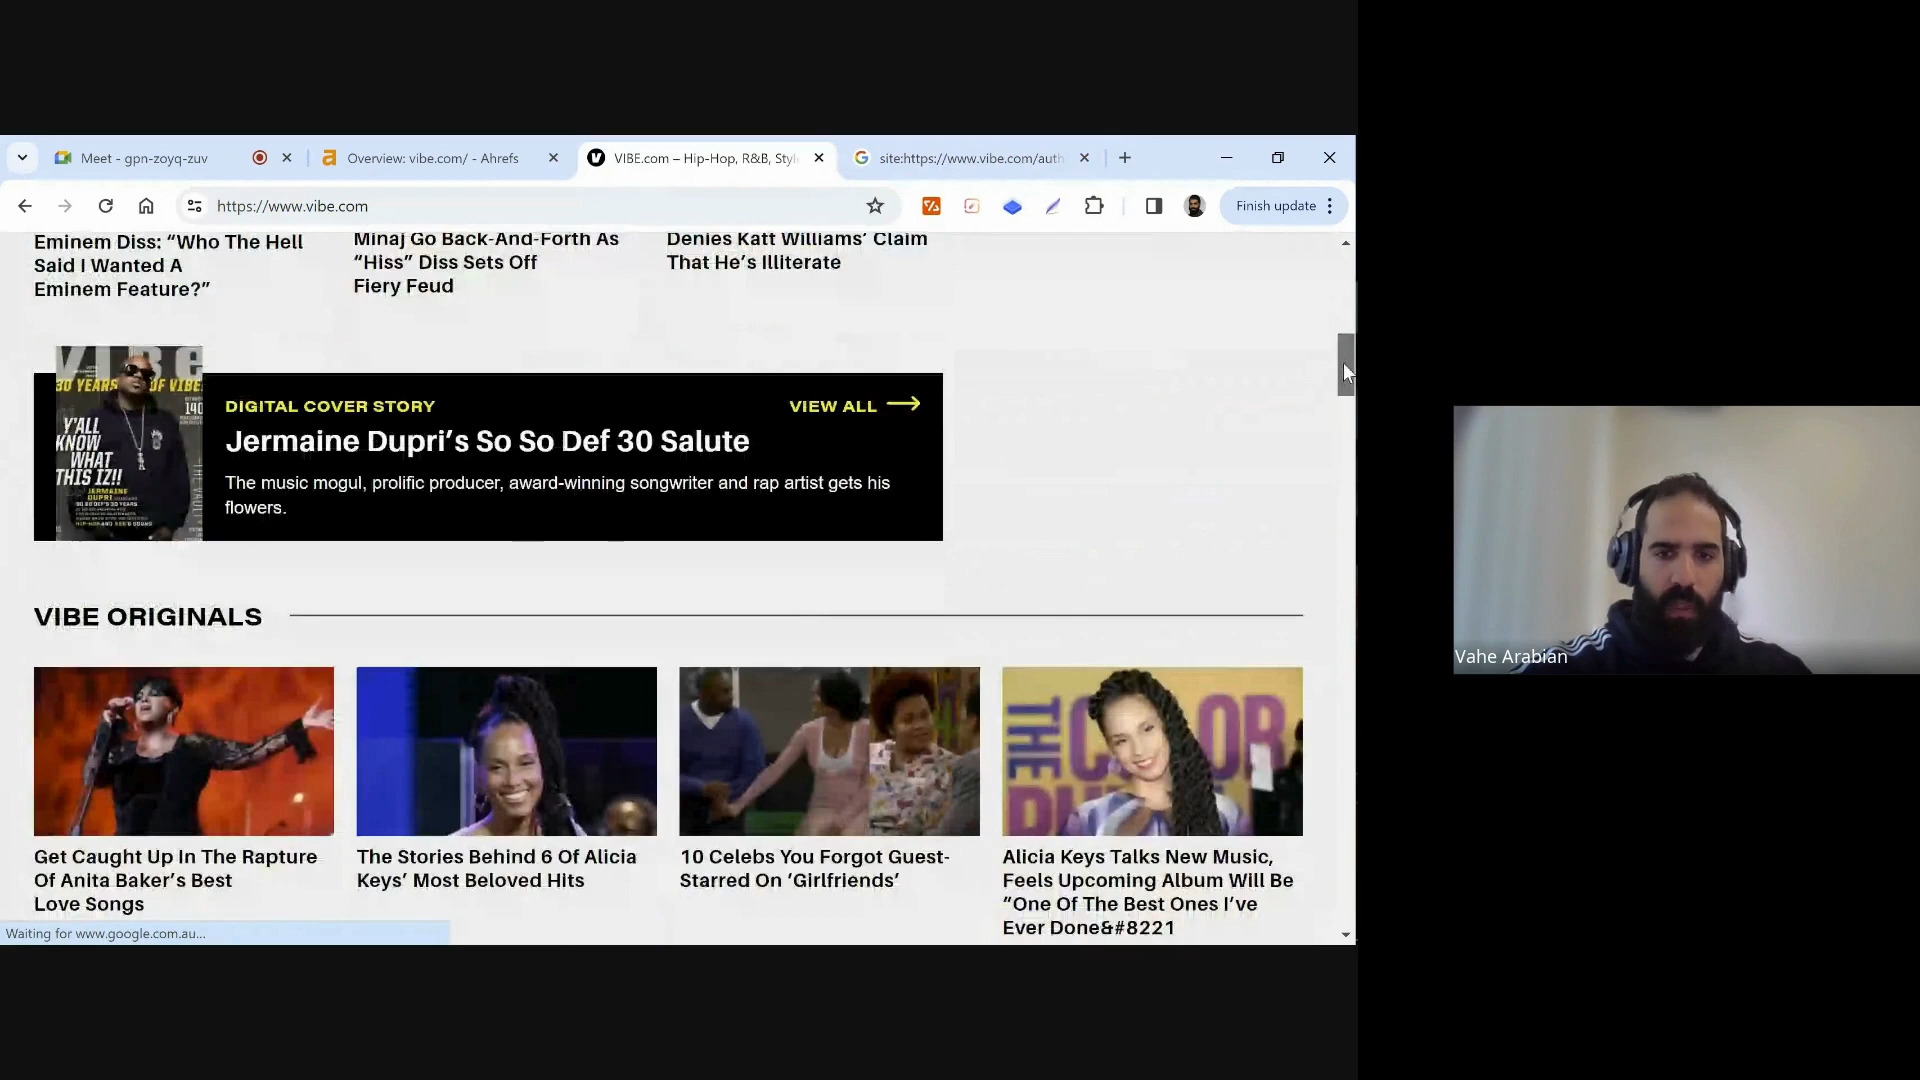 Meet - gpn-zoyq-zuv
Overview: vibe.com/ - Ahrefs
VIBE.com – Hip-Hop, R&B, Styl
site:https://www.vibe.com/auth
https://www.vibe.com
Finish update
Eminem Diss: “Who The Hell
Said I Wanted A
Eminem Feature?”
Minaj Go Back-And-Forth As
“Hiss” Diss Sets Off
Fiery Feud
Denies Katt Williams’ Claim
That He’s Illiterate
VIBE
30 YEARS OF VIBE
140
Y'ALL
KNOW
WHAT
THIS IZ!!
JERMAINE
DUPRI
DIGITAL COVER STORY
VIEW ALL
Jermaine Dupri’s So So Def 30 Salute
The music mogul, prolific producer, award-winning songwriter and rap artist gets his
flowers.
VIBE ORIGINALS
THE
COLOR
Get Caught Up In The Rapture
Of Anita Baker’s Best
Love Songs
The Stories Behind 6 Of Alicia
Keys’ Most Beloved Hits
10 Celebs You Forgot Guest-
Starred On ‘Girlfriends’
Alicia Keys Talks New Music,
Feels Upcoming Album Will Be
“One Of The Best Ones I’ve
Ever Done&#8221
Waiting for www.google.com.au...
Vahe Arabian